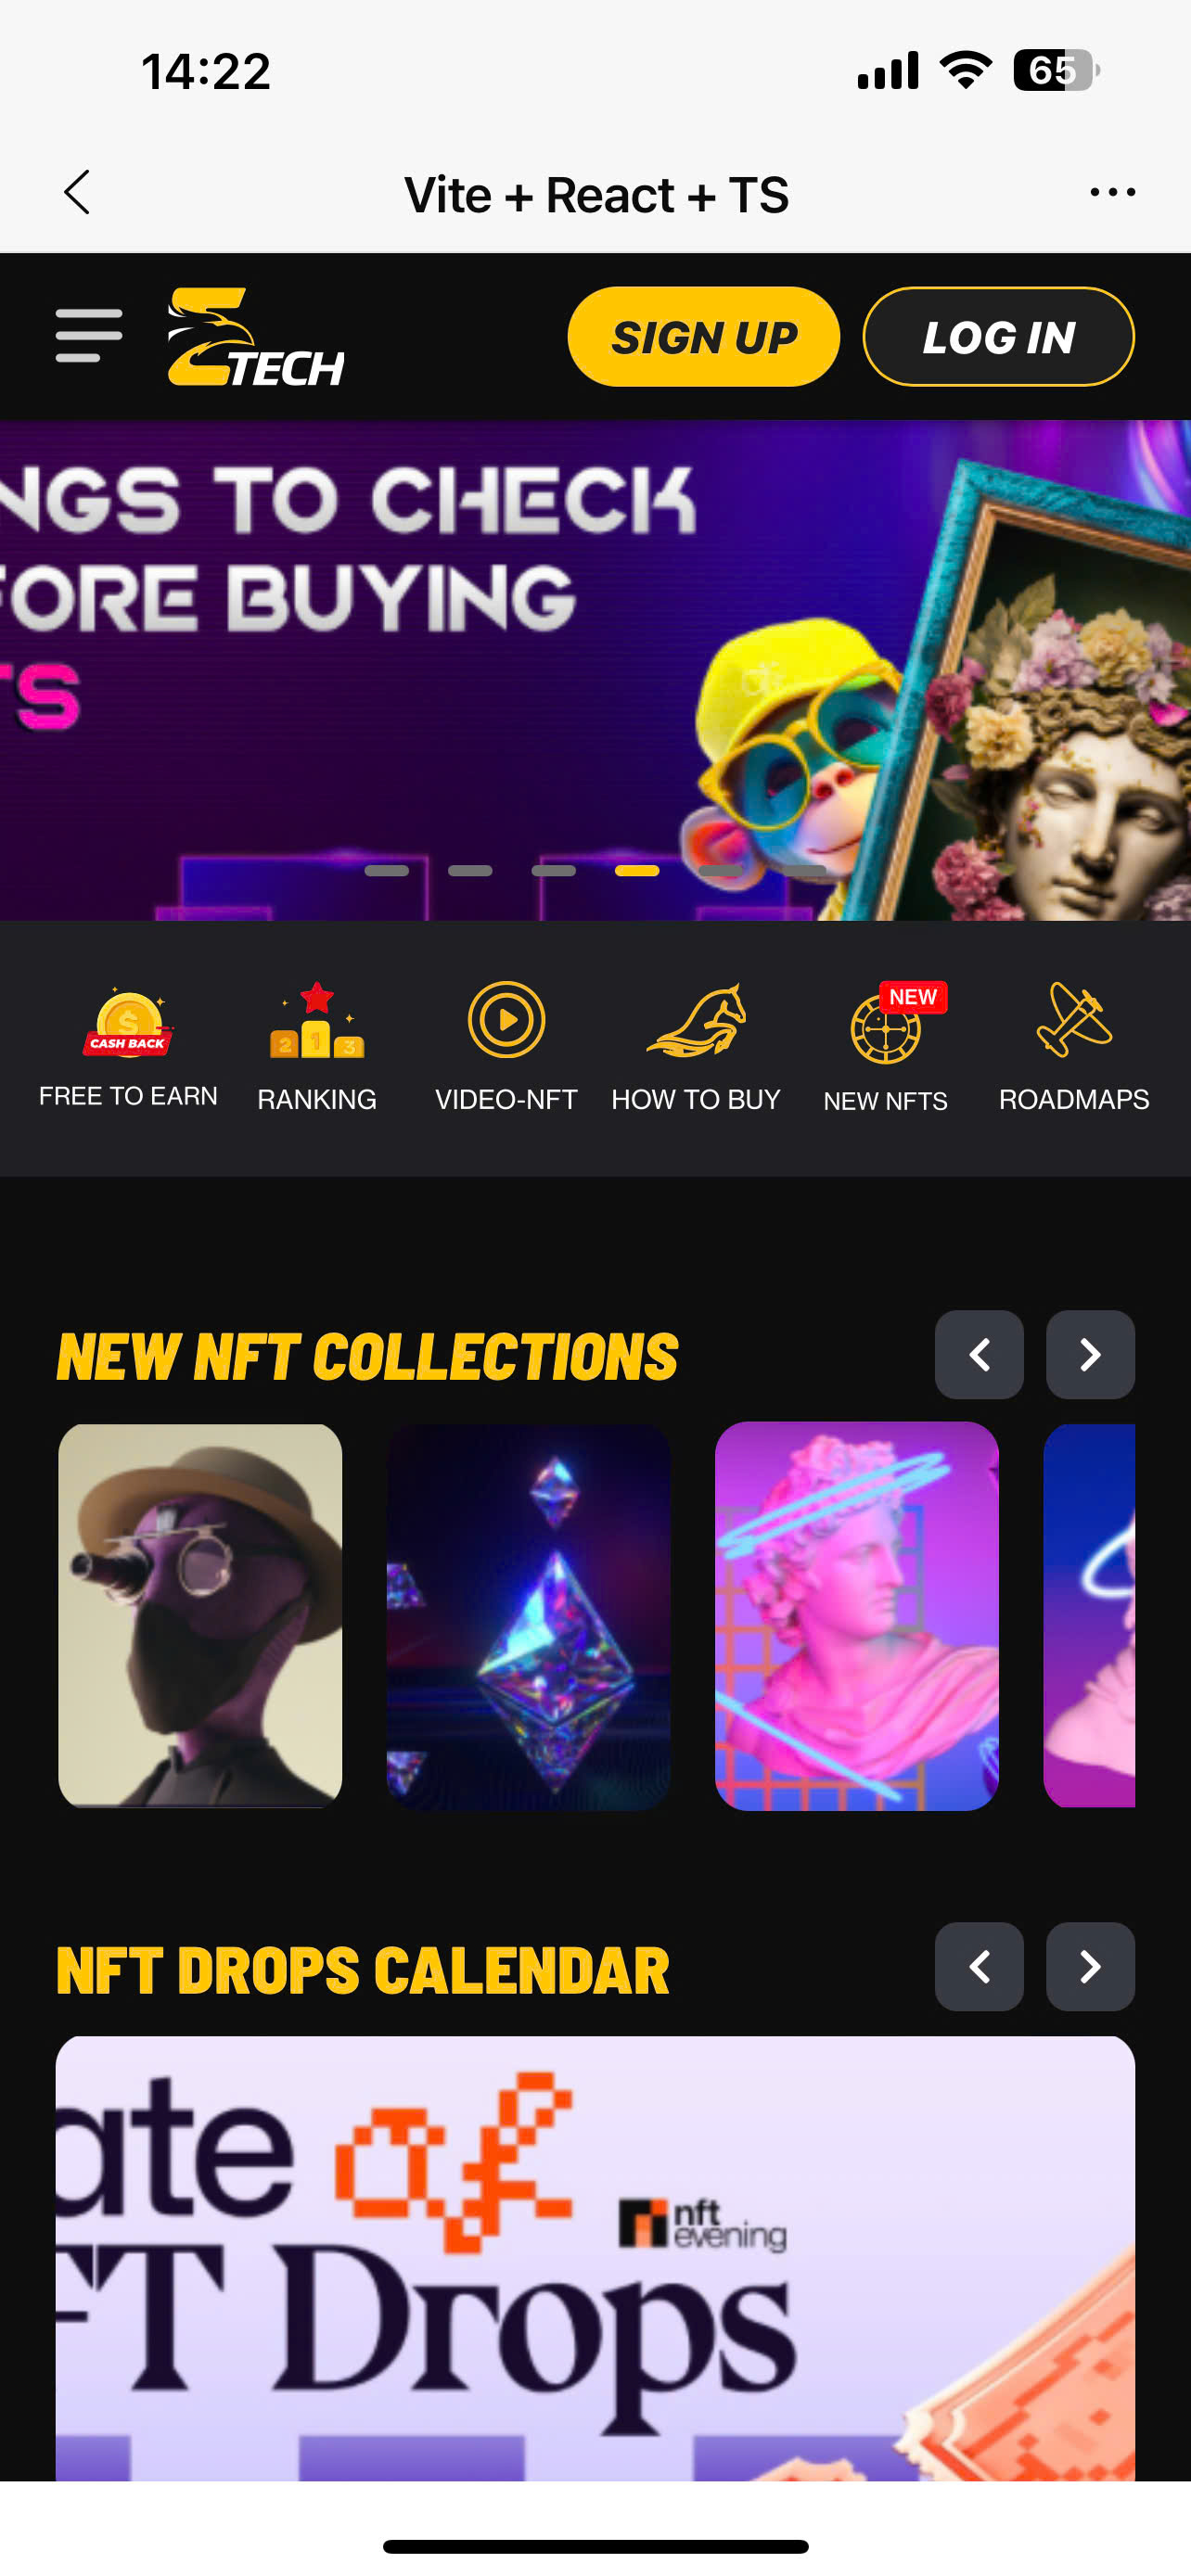 14:22
65
Vite + React + TS
TECH
SIGN UP
LOG IN
NGS TO CHECK
FORE BUYING
TS
CASH BACK
FREE TO EARN
2 1 3
RANKING
VIDEO-NFT
HOW TO BUY
NEW
NEW NFTS
ROADMAPS
NEW NFT COLLECTIONS
NFT DROPS CALENDAR
ate of
nft
evening
FT Drops